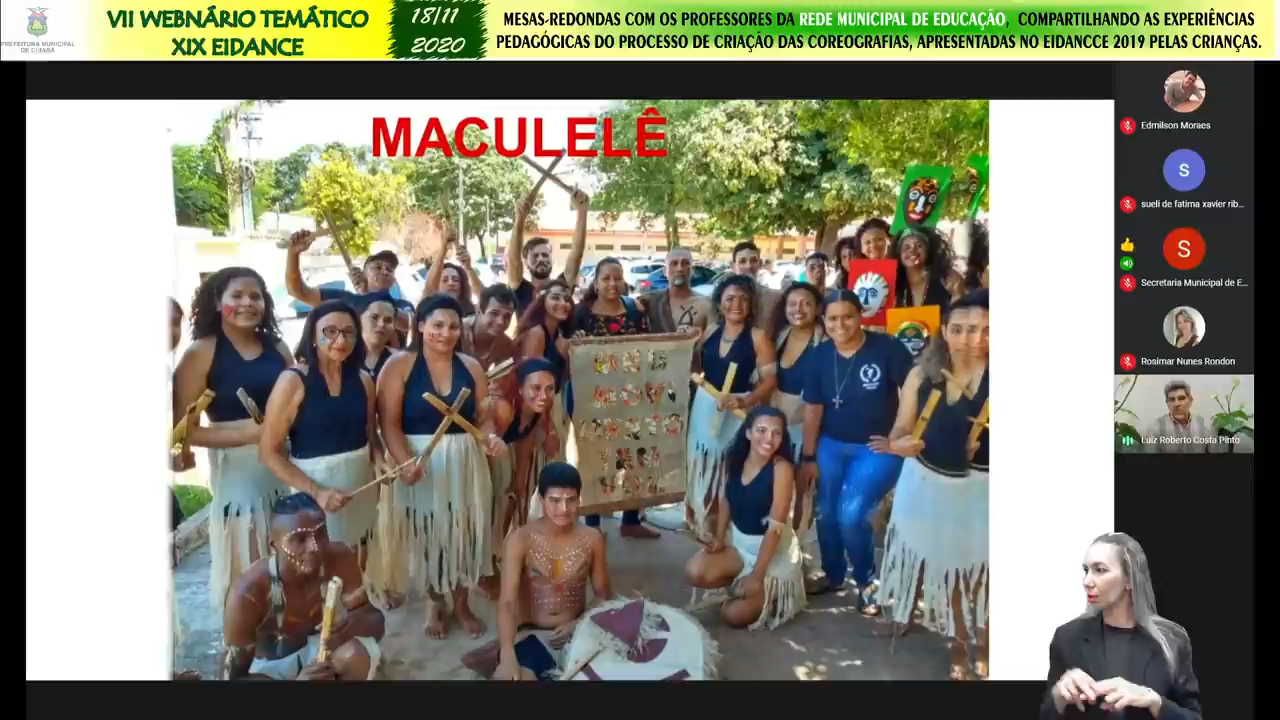 PREFEITURA MUNICIPAL
DE CUIABÁ
VII WEBNÁRIO TEMÁTICO
XIX EIDANCE
18/11
2020
MESAS-REDONDAS COM OS PROFESSORES DA REDE MUNICIPAL DE EDUCAÇÃO, COMPARTILHANDO AS EXPERIÊNCIAS
PEDAGÓGICAS DO PROCESSO DE CRIAÇÃO DAS COREOGRAFIAS, APRESENTADAS NO EIDANCCE 2019 PELAS CRIANÇAS.
MACULELÊ
Edmilson Moraes
S
sueli de fatima xavier rib...
S
Secretaria Municipal de E...
Rosimar Nunes Rondon
Luiz Roberto Costa Pinto